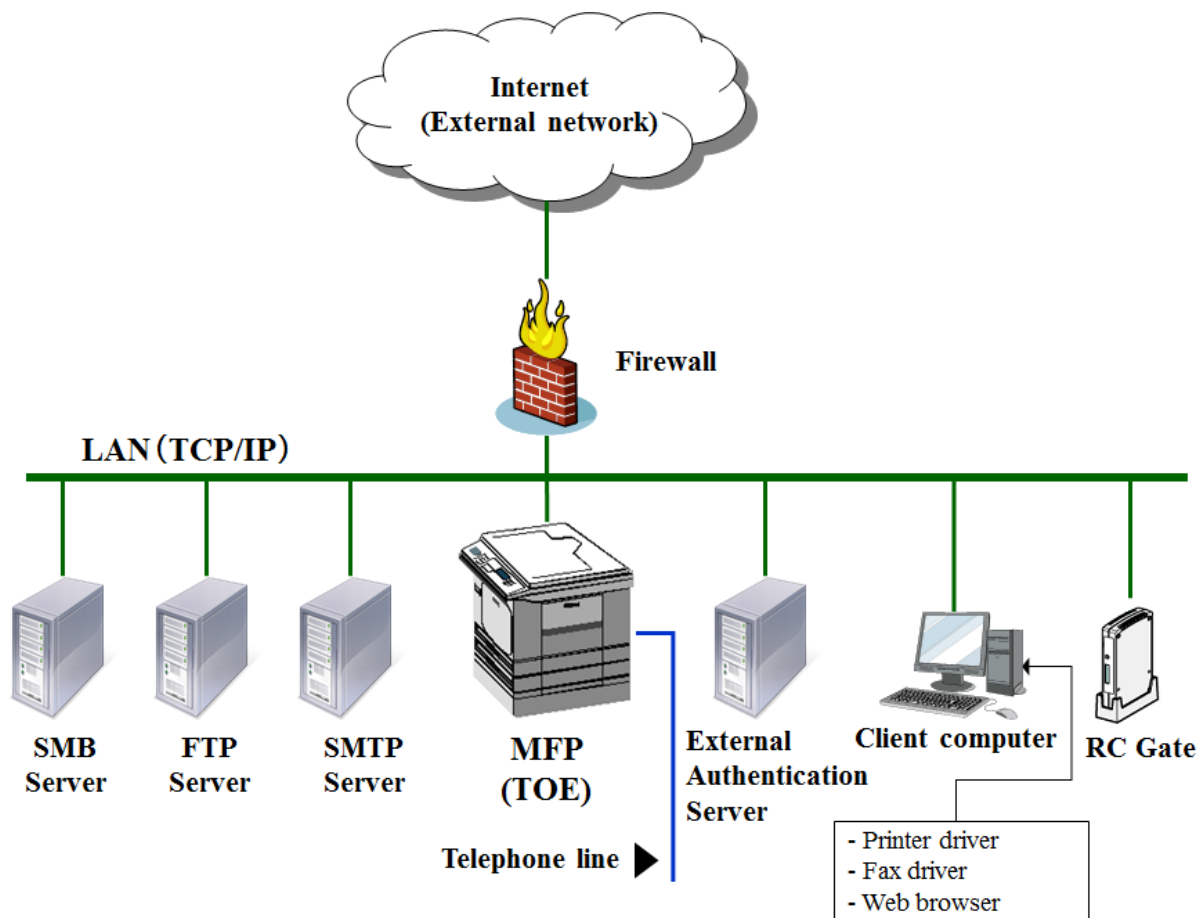 Internet
(External network)
Firewall
LAN（TCP/IP）
SMB
Server
FTP
Server
SMTP
Server
MFP
(TOE)
External
Authentication
Server
Client computer
RC Gate
Telephone line
- Printer driver
- Fax driver
- Web browser